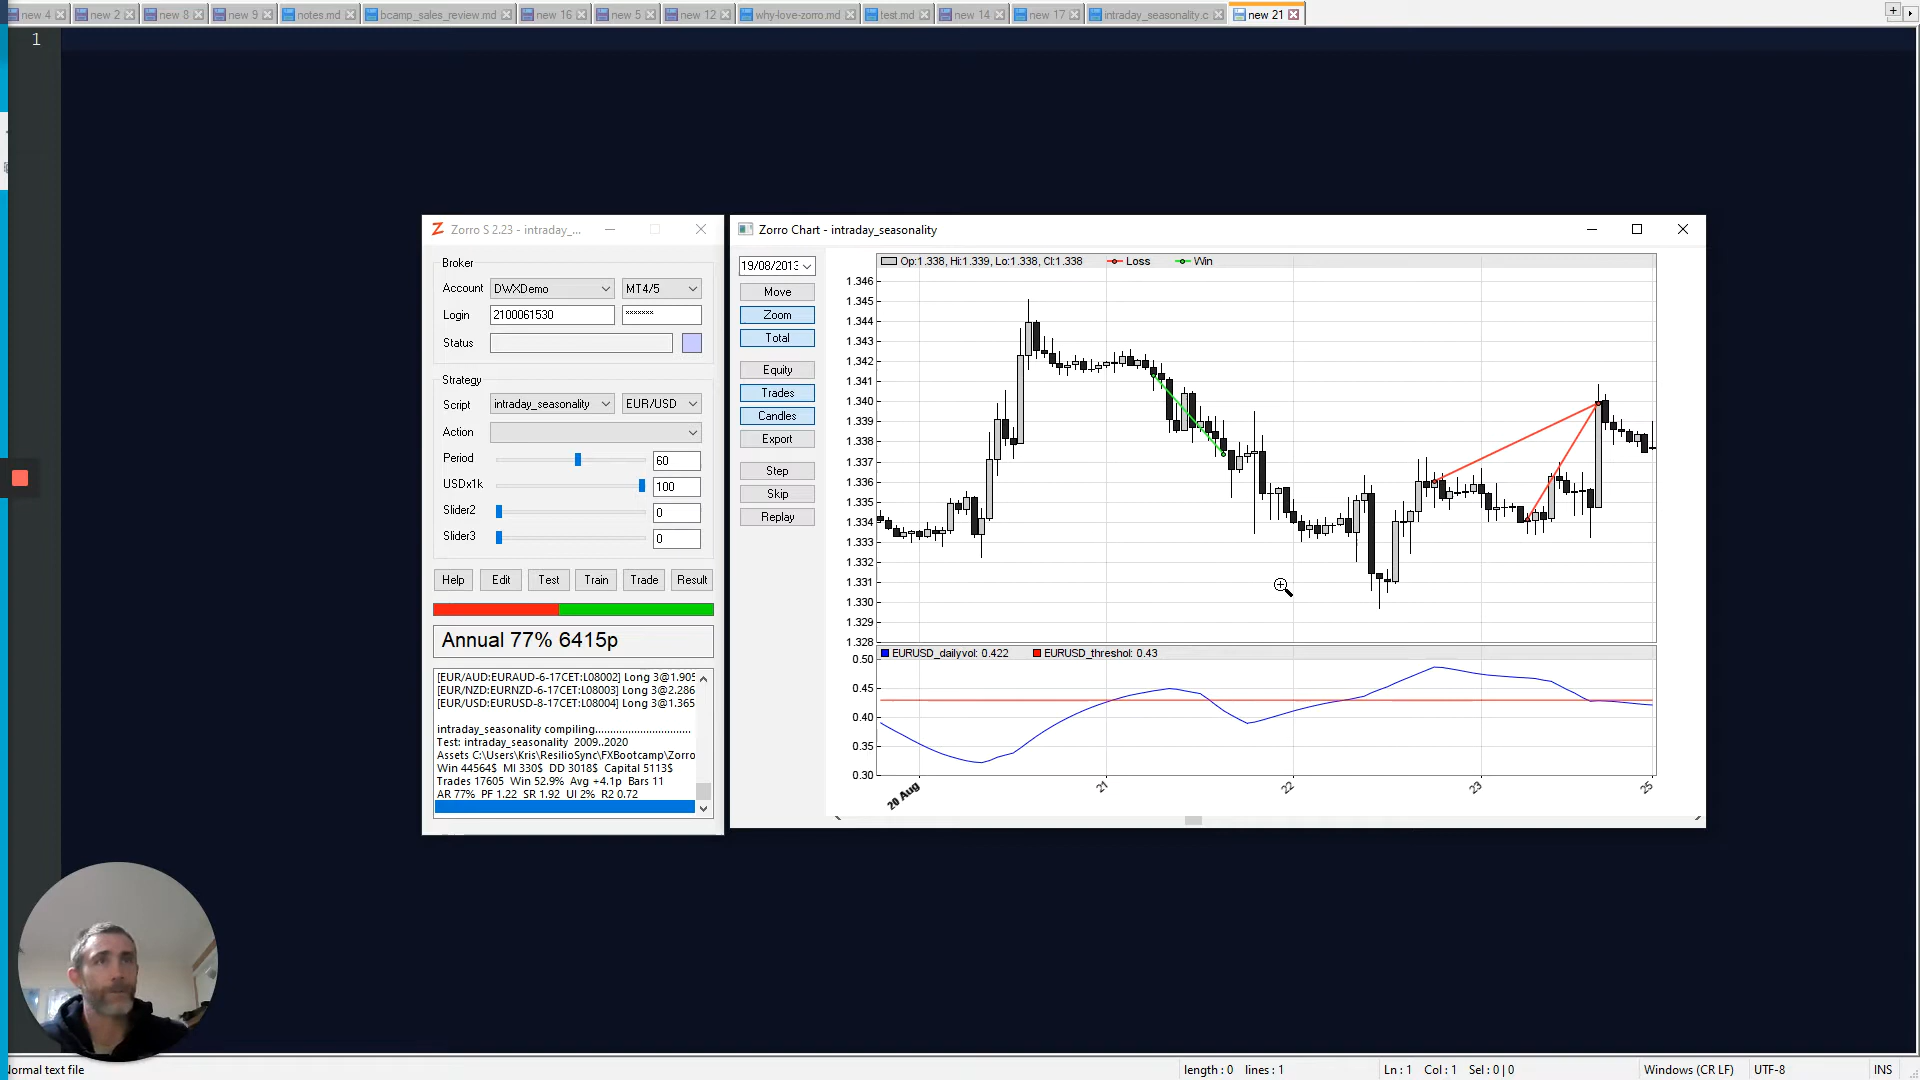 new 4 new 2 new 8 new 9 notes.md bcamp_sales_review.md new 16 new 5 new 12 why-love-zorro.md test.md new 14 new 17 intraday_seasonality.c new 21
1
Zorro S 2.23 - intraday_...
Broker
Account DWXDemo MT4/5
Login 2100061530 *******
Status
Strategy
Script intraday_seasonality EUR/USD
Action
Period 60
USDx1k 100
Slider2 0
Slider3 0
Help Edit Test Train Trade Result
Annual 77% 6415p
[EUR/AUD:EURAUD-6-17CET:L08002] Long 3@1.905
[EUR/NZD:EURNZD-6-17CET:L08003] Long 3@2.286
[EUR/USD:EURUSD-8-17CET:L08004] Long 3@1.365
intraday_seasonality compiling..............................
Test: intraday_seasonality 2009..2020
Assets C:\Users\Kris\ResilioSync\FXBootcamp\Zorro
Win 44564$ MI 330$ DD 3018$ Capital 5113$
Trades 17605 Win 52.9% Avg +4.1p Bars 11
AR 77% PF 1.22 SR 1.92 UI 2% R2 0.72
Zorro Chart - intraday_seasonality
19/08/2013
Move
Zoom
Total
Equity
Trades
Candles
Export
Step
Skip
Replay
Op:1.338, Hi:1.339, Lo:1.338, Cl:1.338 Loss Win
1.346
1.345
1.344
1.343
1.342
1.341
1.340
1.339
1.338
1.337
1.336
1.335
1.334
1.333
1.332
1.331
1.330
1.329
1.328
EURUSD_dailyvol: 0.422 EURUSD_threshol: 0.43
0.50
0.45
0.40
0.35
0.30
20 Aug 21 22 23 25
Normal text file length : 0 lines : 1 Ln : 1 Col : 1 Sel : 0 | 0 Windows (CR LF) UTF-8 INS